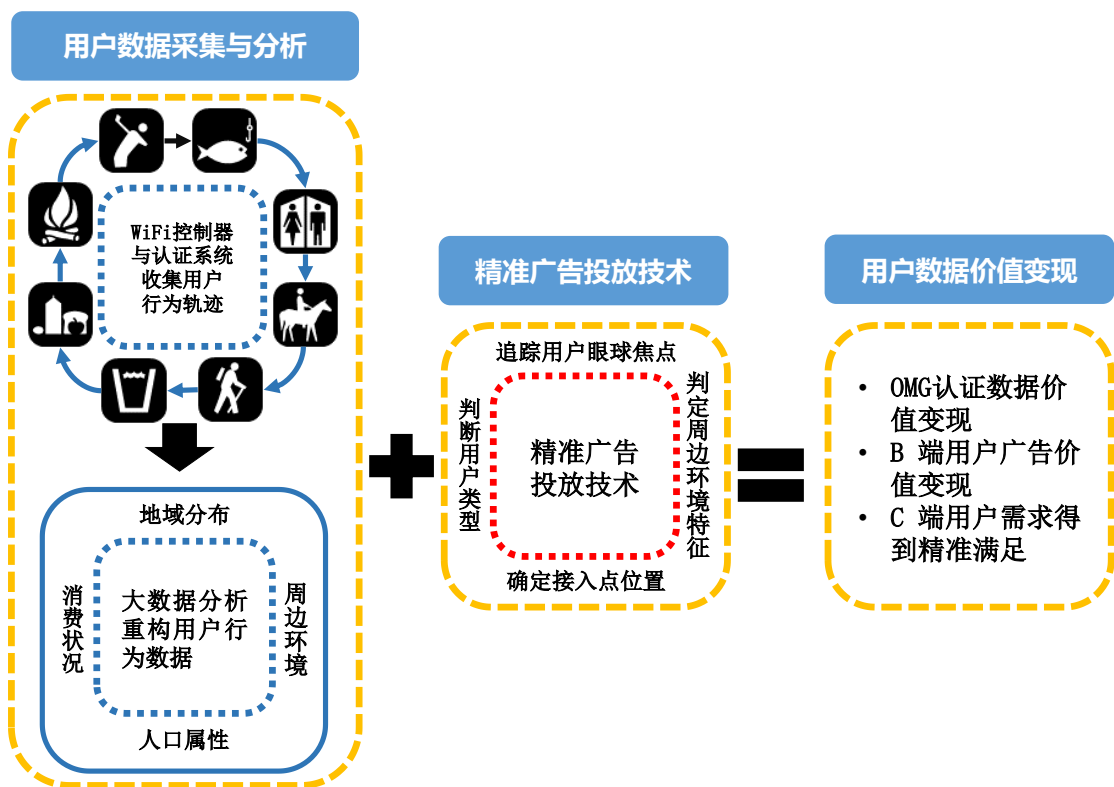 用户数据采集与分析
WiFi控制器
与认证系统
收集用户
行为轨迹
地域分布
消费状况
大数据分析
重构用户行
为数据
周边环境
人口属性
精准广告投放技术
追踪用户眼球焦点
判断用户类型
精准广告
投放技术
判定周边环境特征
确定接入点位置
用户数据价值变现
• OMG认证数据价
值变现
• B 端用户广告价
值变现
• C 端用户需求得
到精准满足